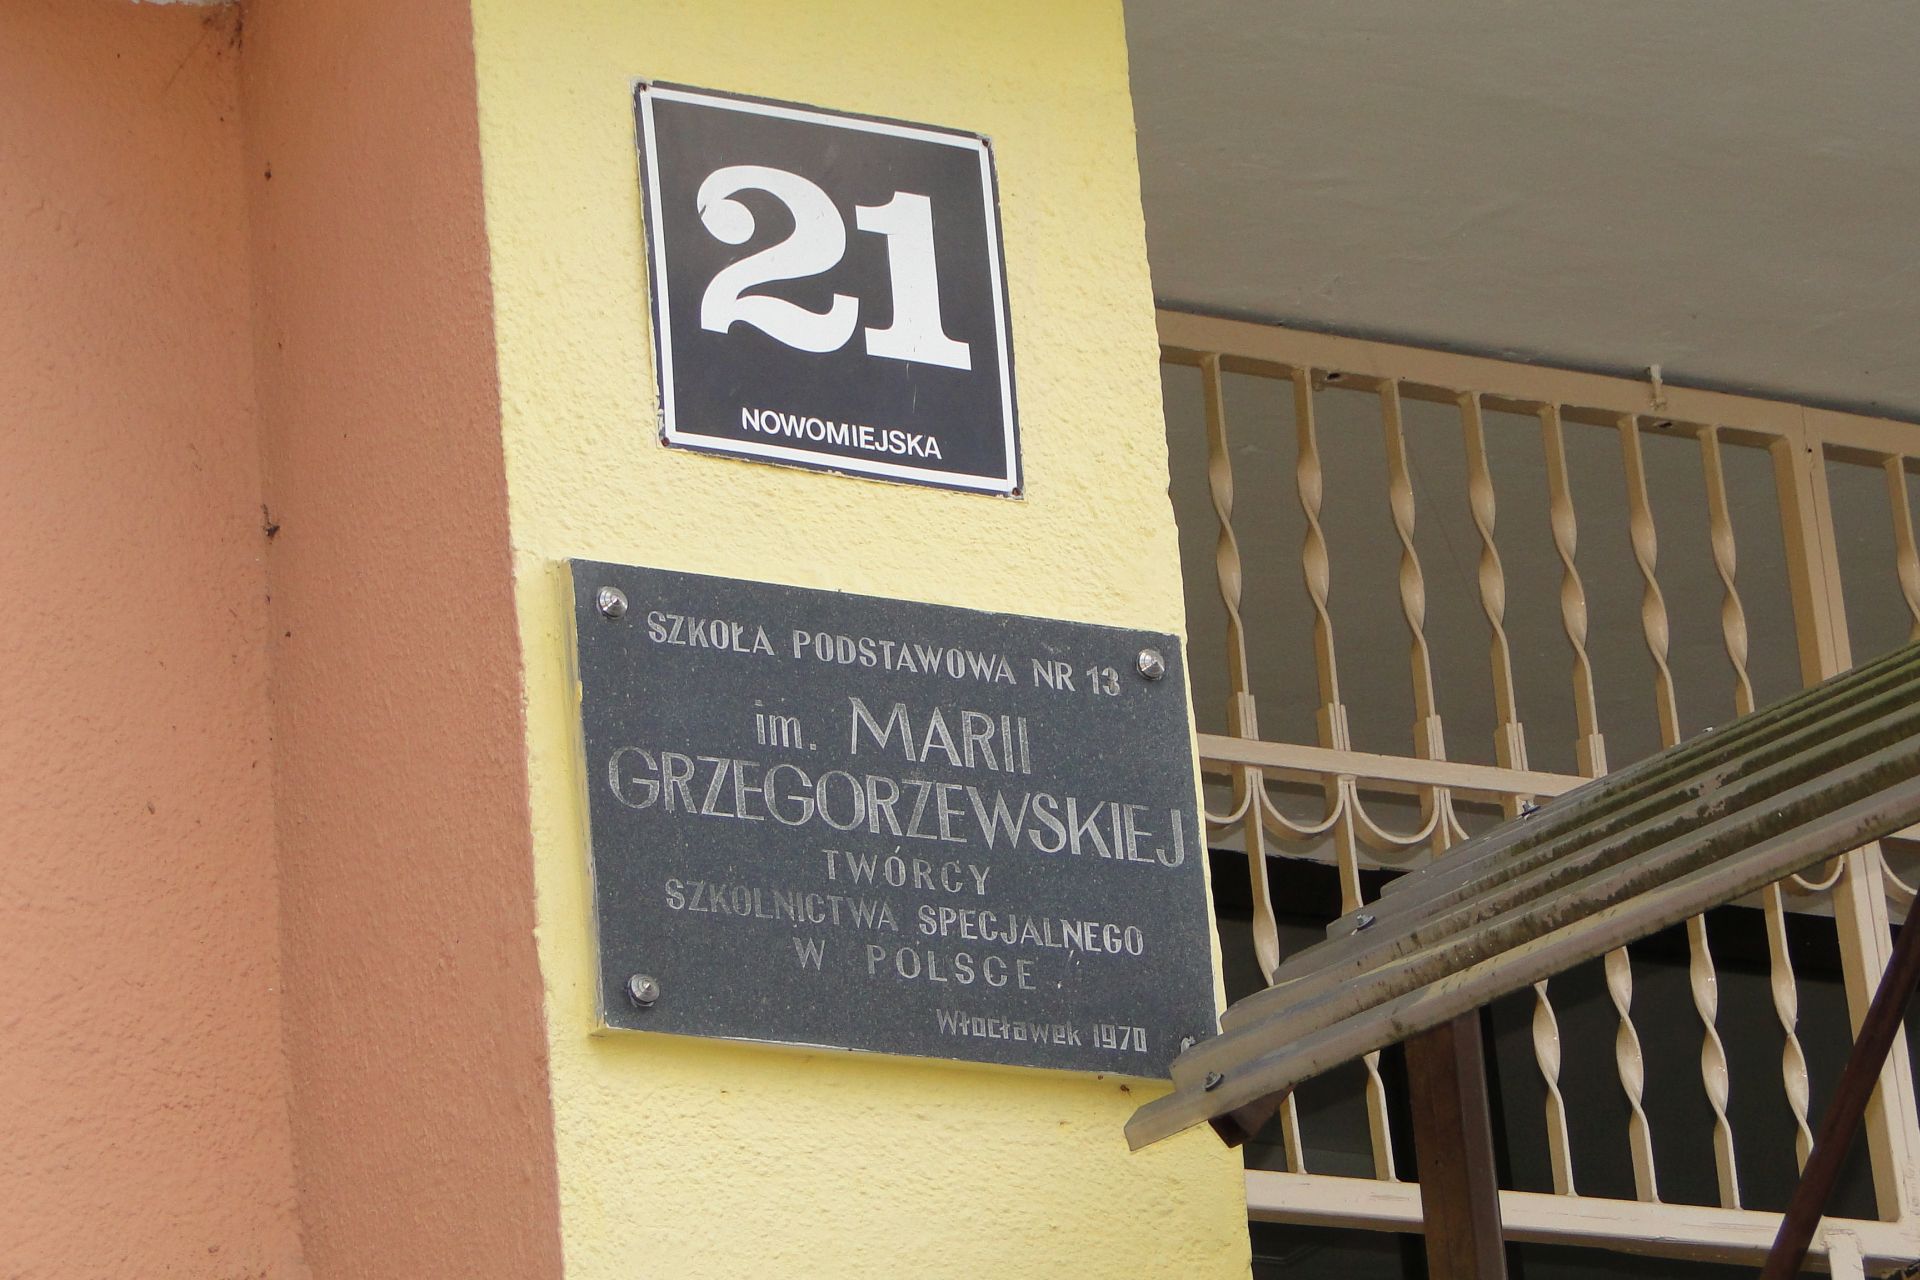 21
NOWOMIEJSKA
SZKOŁA PODSTAWOWA NR 13
im. MARII
GRZEGORZEWSKIEJ
TWÓRCY
SZKOLNICTWA SPECJALNEGO
W POLSCE
Włocławek 1970